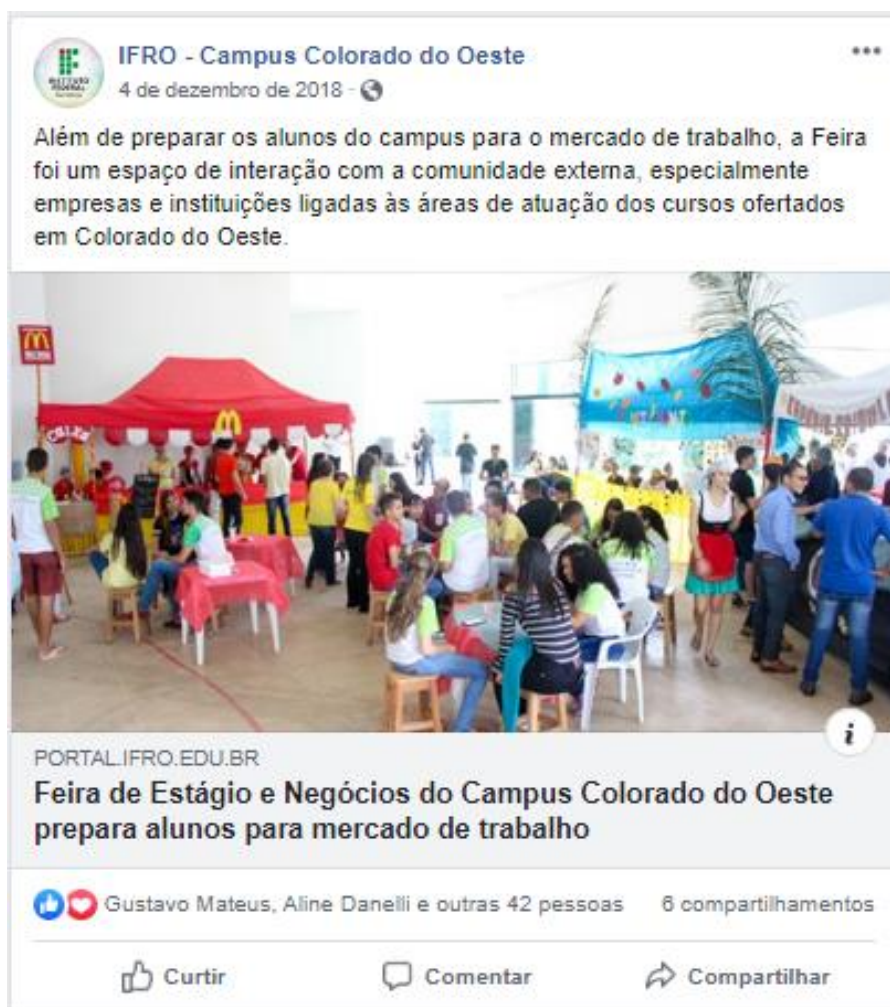 IFRO - Campus Colorado do Oeste
4 de dezembro de 2018 ·
Além de preparar os alunos do campus para o mercado de trabalho, a Feira
foi um espaço de interação com a comunidade externa, especialmente
empresas e instituições ligadas às áreas de atuação dos cursos ofertados
em Colorado do Oeste.
CAIXA
PORTAL.IFRO.EDU.BR
Feira de Estágio e Negócios do Campus Colorado do Oeste
prepara alunos para mercado de trabalho
Gustavo Mateus, Aline Danelli e outras 42 pessoas 6 compartilhamentos
Curtir Comentar Compartilhar